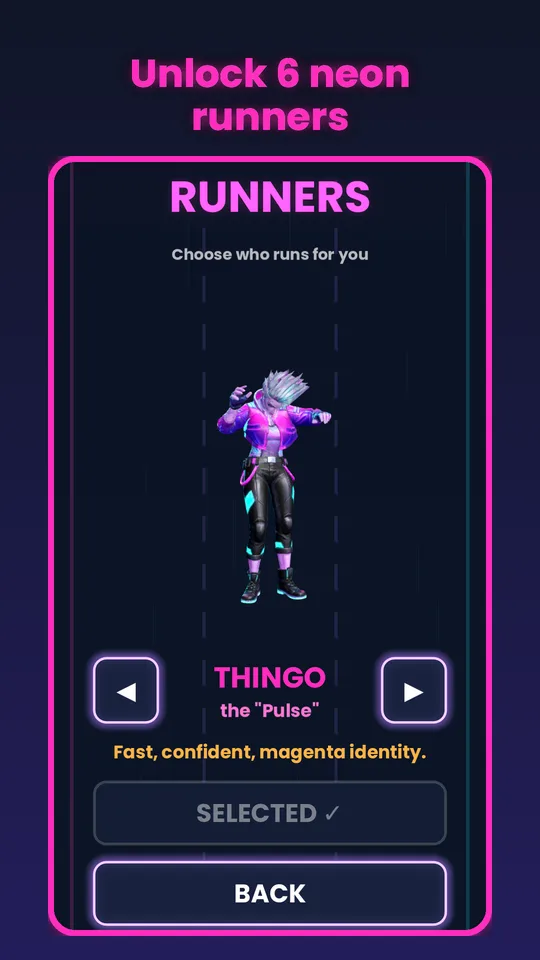 Unlock 6 neon
runners
RUNNERS
Choose who runs for you
◀
THINGO
▶
the "Pulse"
Fast, confident, magenta identity.
SELECTED ✓
BACK